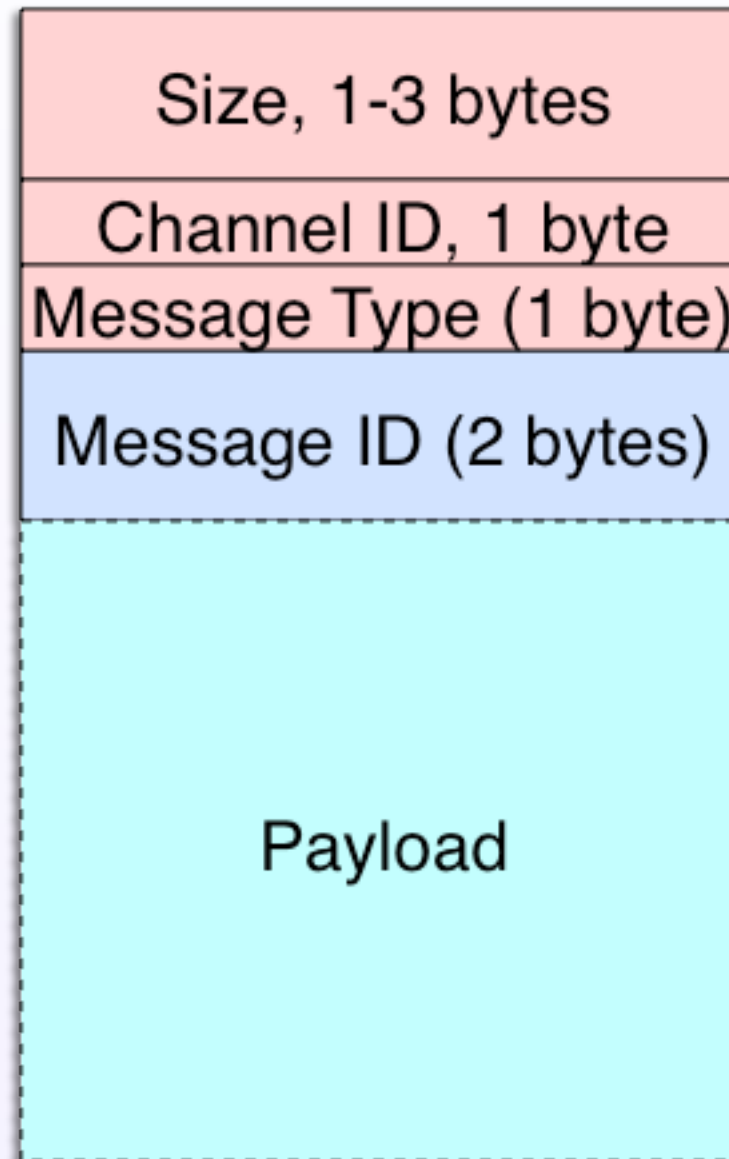 Size, 1-3 bytes
Channel ID, 1 byte
Message Type (1 byte)
Message ID (2 bytes)
Payload